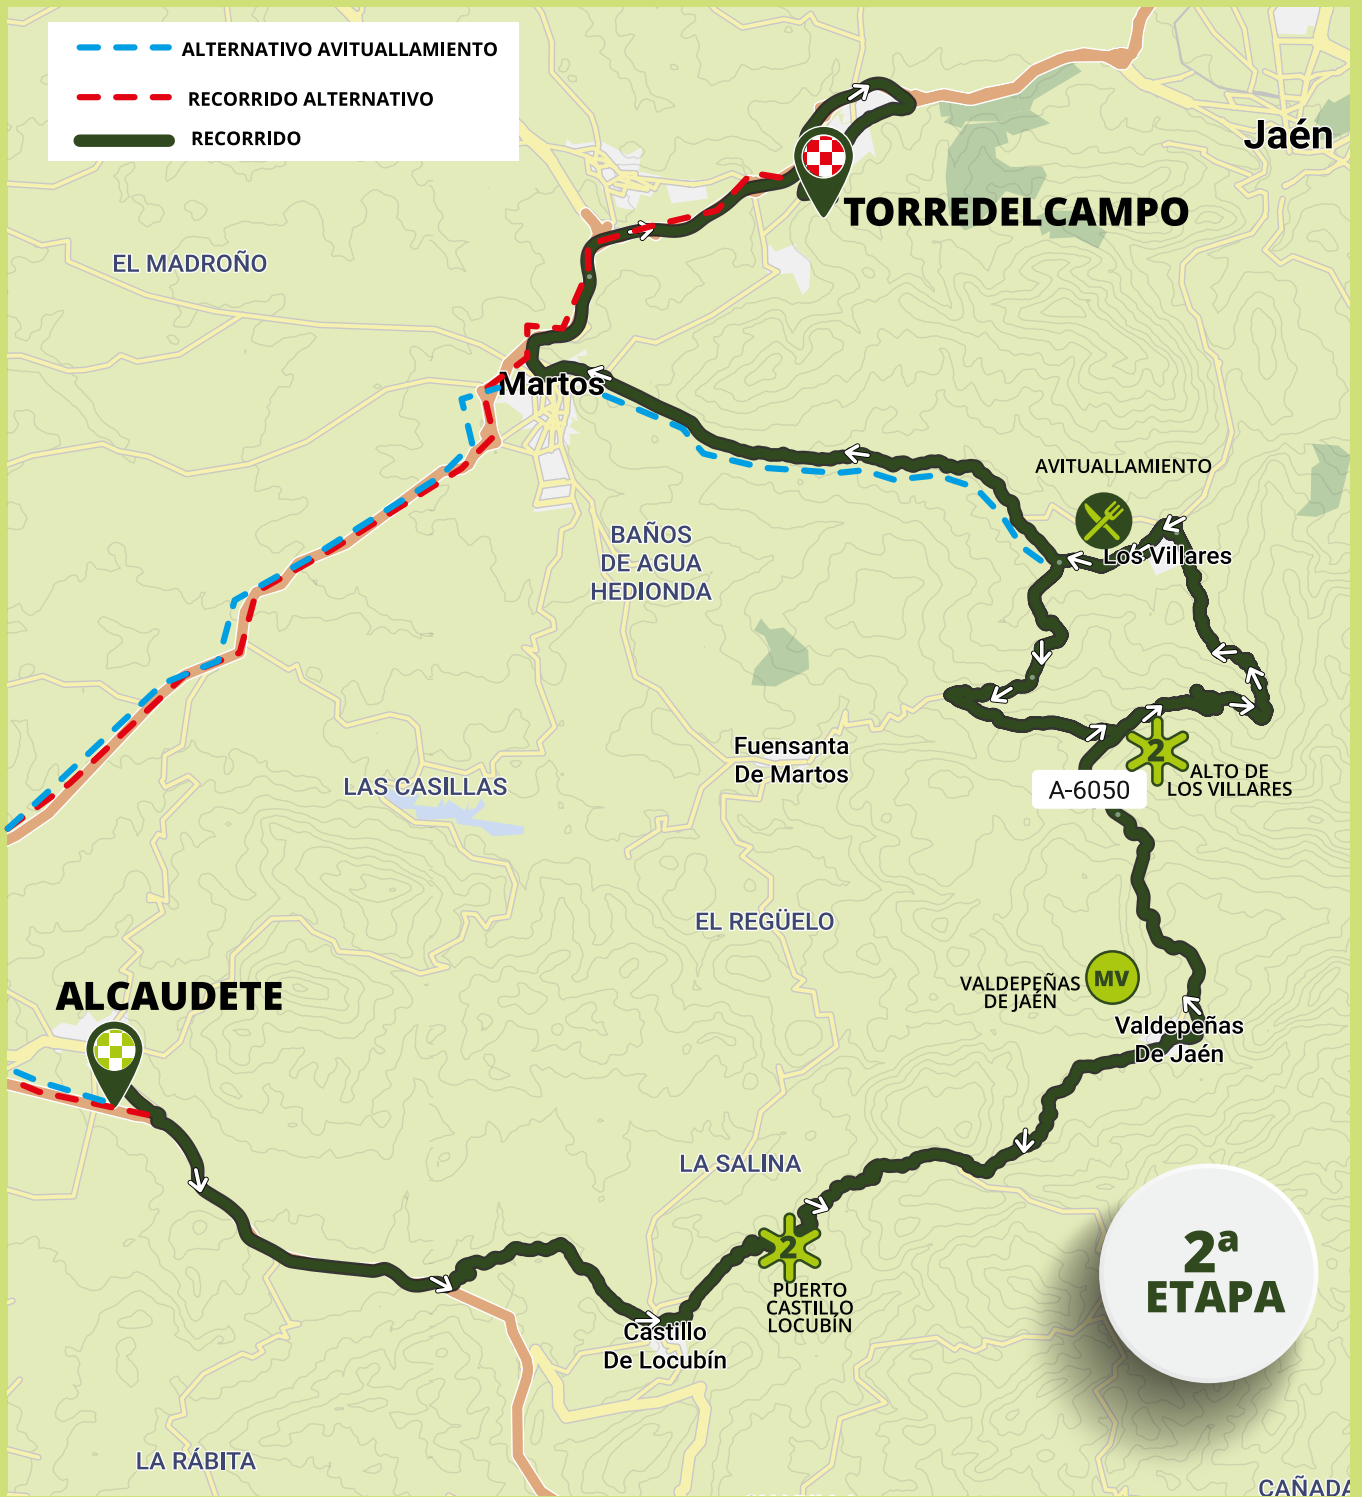 ALTERNATIVO AVITUALLAMIENTO
RECORRIDO ALTERNATIVO
RECORRIDO
Jaén
TORREDELCAMPO
EL MADROÑO
Martos
AVITUALLAMIENTO
BAÑOS
DE AGUA
HEDIONDA
Los Villares
Fuensanta
De Martos
2
ALTO DE
LOS VILLARES
LAS CASILLAS
A-6050
EL REGÜELO
VALDEPEÑAS
DE JAÉN
MV
ALCAUDETE
Valdepeñas
De Jaén
LA SALINA
2
PUERTO
CASTILLO
LOCUBÍN
2ª
ETAPA
Castillo
De Locubín
LA RÁBITA
CAÑADA